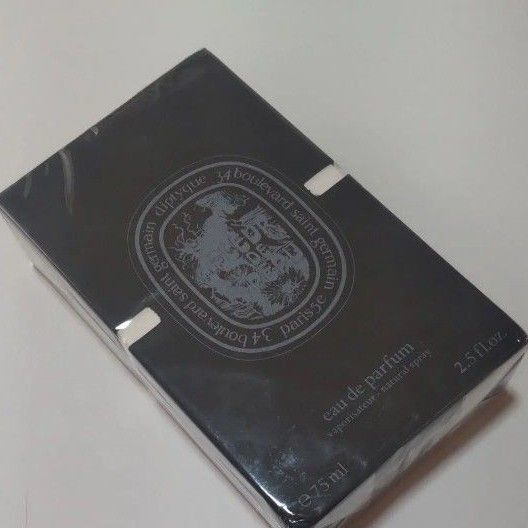 diptyque 34 boulevard saint germain paris5e 34 boulevard saint germain
eau de parfum
vaporisateur - natural spray
℮ 75 ml
2.5 fl oz